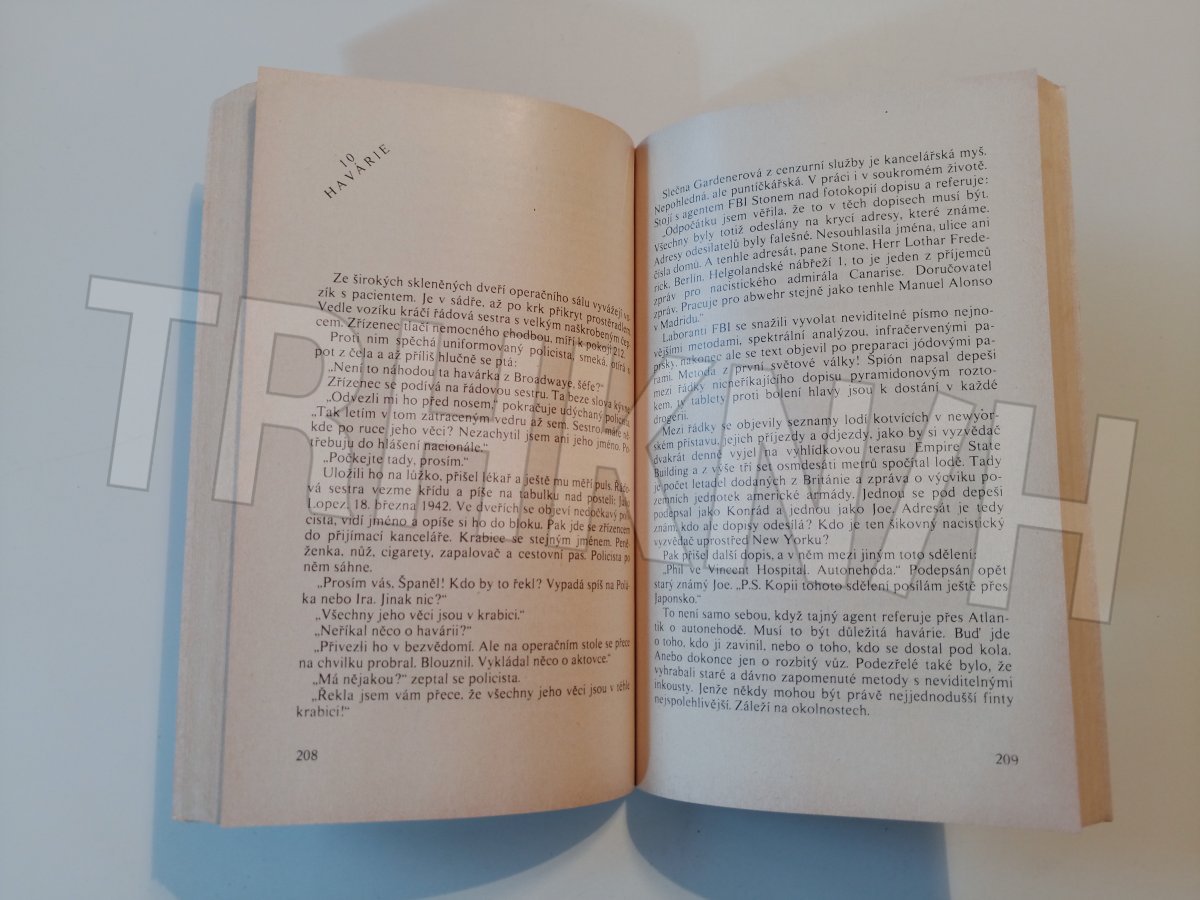 10
HAVÁRIE
Ze širokých skleněných dveří operačního sálu vyvážejí vo-
zík s pacientem. Je v sádře, až po krk přikryt prostěradlem.
Vedle vozíku kráčí řádová sestra s velkým naškrobeným čep-
cem. Zřízenec tlačí nemocného chodbou, míří k pokoji 212.
Proti nim spěchá uniformovaný policista, smeká, otírá si
pot z čela a až příliš hlučně se ptá:
„Není to náhodou ta havárka z Broadwaye, šéfe?"
Zřízenec se podívá na řádovou sestru. Ta beze slova kývne.
„Odvezli mi ho před nosem," pokračuje udýchaný policista.
„Tak letím v tom zatraceným vedru až sem. Sestro, máte ně-
kde po ruce jeho věci? Nezachytil jsem ani jeho jméno. Po-
třebuju do hlášení nacionále."
„Počkejte tady, prosím."
Uložili ho na lůžko, přišel lékař a ještě mu měří puls. Řádo-
vá sestra vezme křídu a píše na tabulku nad postelí:
Lopez, 18. března 1942. Ve dveřích se objeví nedočkavý poli-
cista, vidí jméno a opíše si ho do bloku. Pak jde se zřízencem
do přijímací kanceláře. Krabice se stejným jménem. Peně-
ženka, nůž, cigarety, zapalovač a cestovní pas. Policista po
něm sáhne.
„Prosím vás, Španěl! Kdo by to řekl? Vypadá spíš na Polá-
ka nebo Ira. Jinak nic?"
„Všechny jeho věci jsou v krabici."
„Neříkal něco o havárii?"
„Přivezli ho v bezvědomí. Ale na operačním stole se přece
na chvilku probral. Blouznil. Vykládal něco o aktovce."
„Má nějakou?" zeptal se policista.
„Řekla jsem vám přece, že všechny jeho věci jsou v téhle
krabici!"
208
Slečna Gardenerová z cenzurní služby je kancelářská myš.
Nepohledná, ale puntíčkářská. V práci i v soukromém životě.
Stojí s agentem FBI Stonem nad fotokopií dopisu a referuje:
„Odpočátku jsem věřila, že to v těch dopisech musí být.
Všechny byly totiž odeslány na krycí adresy, které známe.
Adresy odesilatelů byly falešné. Nesouhlasila jména, ulice ani
čísla domů. A tenhle adresát, pane Stone, Herr Lothar Frede-
rick, Berlín, Helgolandské nábřeží 1, to je jeden z příjemců
zpráv pro nacistického admirála Canarise. Doručovatel
zpráv. Pracuje pro abwehr stejně jako tenhle Manuel Alonso
v Madridu."
Laboranti FBI se snažili vyvolat neviditelné písmo nejno-
vějšími metodami, spektrální analýzou, infračervenými pa-
prsky, nakonec ale se text objevil po preparaci jódovými pa-
rami. Metoda z první světové války! Špión napsal depeši
mezi řádky nicneříkajícího dopisu pyramidonovým rozto-
kem, ty tablety proti bolení hlavy jsou k dostání v každé
drogerii.
Mezi řádky se objevily seznamy lodí kotvících v newyor-
ském přístavu, jejich příjezdy a odjezdy, jako by si vyzvědač
dvakrát denně vyjel na vyhlídkovou terasu Empire State
Building a z výše tří set osmdesáti metrů spočítal lodě. Tady
je počet letadel dodaných z Británie a zpráva o výcviku po-
zemních jednotek americké armády. Jednou se pod depeši
podepsal jako Konrád a jednou jako Joe. Adresát je tedy
znám, kdo ale dopisy odesílá? Kdo je ten šikovný nacistický
vyzvědač uprostřed New Yorku?
Pak přišel další dopis, a v něm mezi jiným toto sdělení:
„Phil ve Vincent Hospital. Autonehoda." Podepsán opět
starý známý Joe. „P.S. Kopii tohoto sdělení posílám ještě přes
Japonsko."
To není samo sebou, když tajný agent referuje přes Atlan-
tik o autonehodě. Musí to být důležitá havárie. Buď jde
o toho, kdo ji zavinil, nebo o toho, kdo se dostal pod kola.
Anebo dokonce jen o rozbitý vůz. Podezřelé také bylo, že
vyhrabali staré a dávno zapomenuté metody s neviditelnými
inkousty. Jenže někdy mohou být právě nejjednodušší finty
nejspolehlivější. Záleží na okolnostech.
209